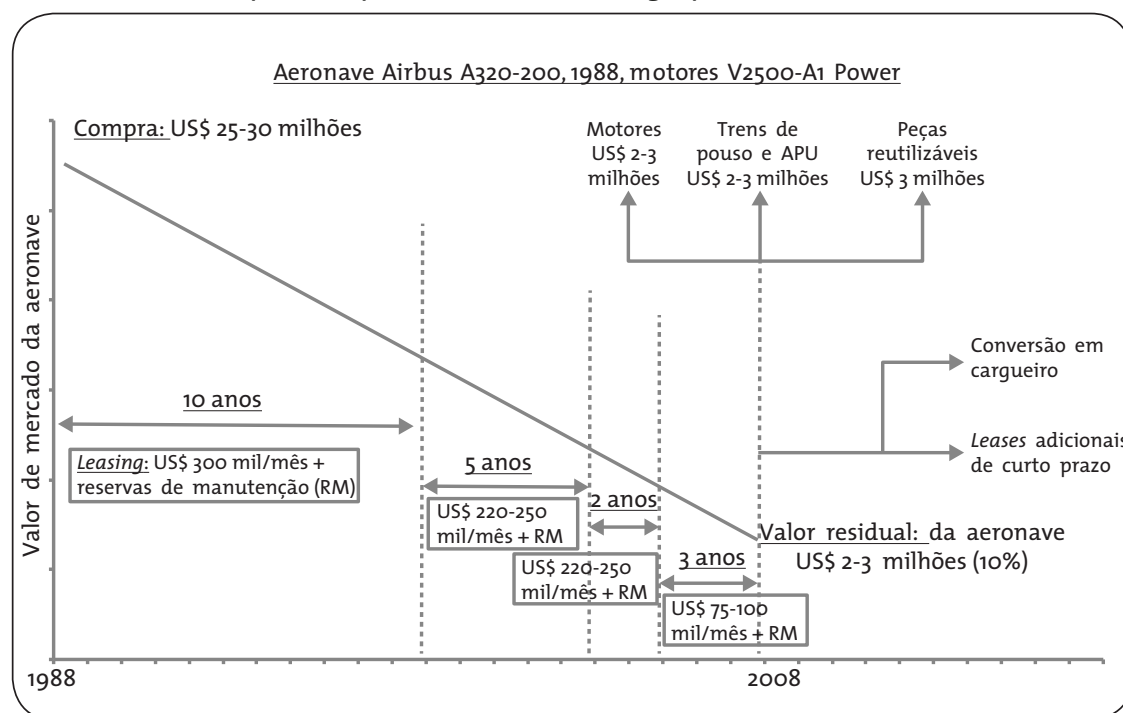 Aeronave Airbus A320-200, 1988, motores V2500-A1 Power
Compra: US$ 25-30 milhões
Motores
US$ 2-3
milhões
Trens de
pouso e APU
US$ 2-3 milhões
Peças
reutilizáveis
US$ 3 milhões
Valor de mercado da aeronave
10 anos
Leasing: US$ 300 mil/mês +
reservas de manutenção (RM)
5 anos
US$ 220-250
mil/mês + RM
2 anos
US$ 220-250
mil/mês + RM
3 anos
US$ 75-100
mil/mês + RM
Conversão em
cargueiro
Leases adicionais
de curto prazo
Valor residual: da aeronave
US$ 2-3 milhões (10%)
1988
2008